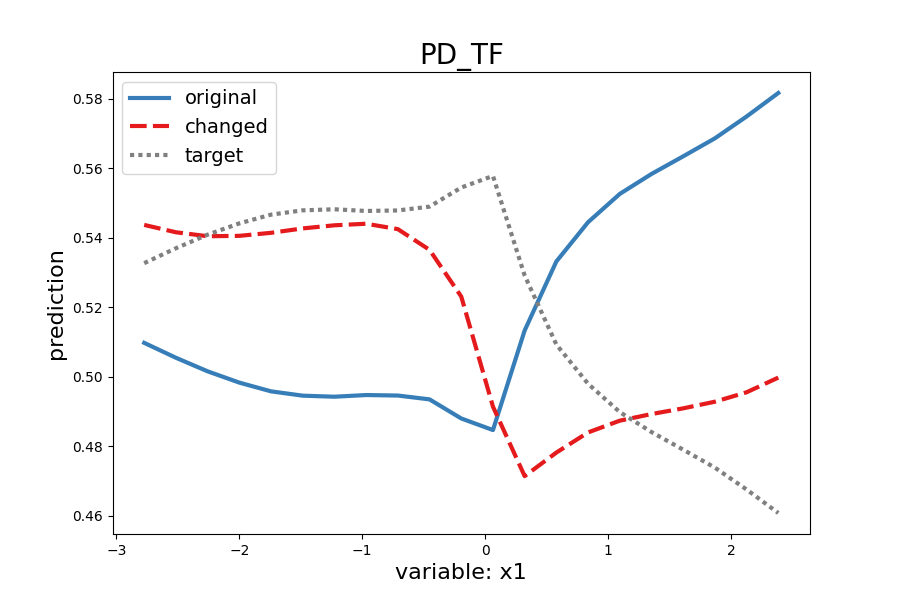 PD_TF
original
changed
target
prediction
0.58
0.56
0.54
0.52
0.50
0.48
0.46
−3 −2 −1 0 1 2
variable: x1